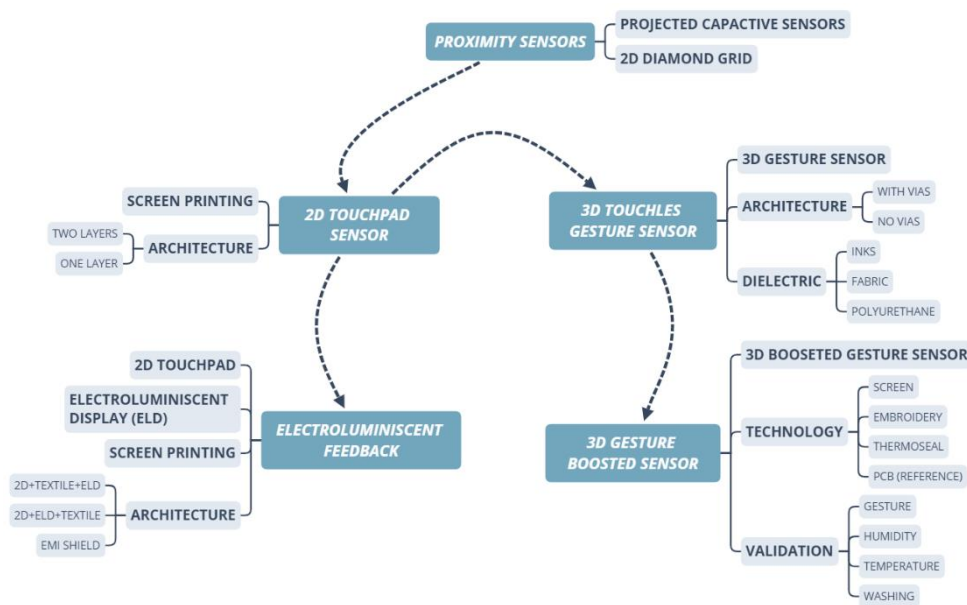 PROXIMITY SENSORS
PROJECTED CAPACTIVE SENSORS
2D DIAMOND GRID
2D TOUCHPAD
SENSOR
SCREEN PRINTING
ARCHITECTURE
TWO LAYERS
ONE LAYER
3D TOUCHLES
GESTURE SENSOR
3D GESTURE SENSOR
ARCHITECTURE
WITH VIAS
NO VIAS
DIELECTRIC
INKS
FABRIC
POLYURETHANE
ELECTROLUMINISCENT
FEEDBACK
2D TOUCHPAD
ELECTROLUMINISCENT
DISPLAY (ELD)
SCREEN PRINTING
ARCHITECTURE
2D+TEXTILE+ELD
2D+ELD+TEXTILE
EMI SHIELD
3D GESTURE
BOOSTED SENSOR
3D BOOSETED GESTURE SENSOR
TECHNOLOGY
SCREEN
EMBROIDERY
THERMOSEAL
PCB (REFERENCE)
VALIDATION
GESTURE
HUMIDITY
TEMPERATURE
WASHING